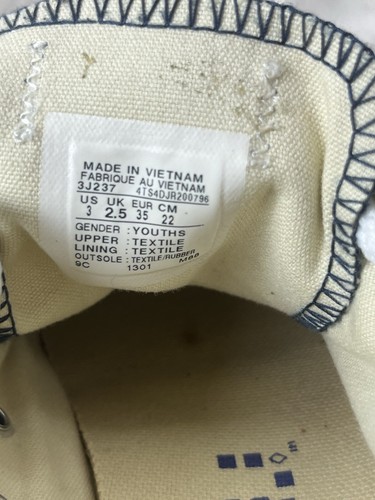 MADE IN VIETNAM
FABRIQUE AU VIETNAM
3J237 4TS4DJR200796
US UK EUR CM
3 2.5 35 22
GENDER : YOUTHS
UPPER : TEXTILE
LINING : TEXTILE
OUTSOLE : TEXTILE/RUBBER
9C 1301 M99